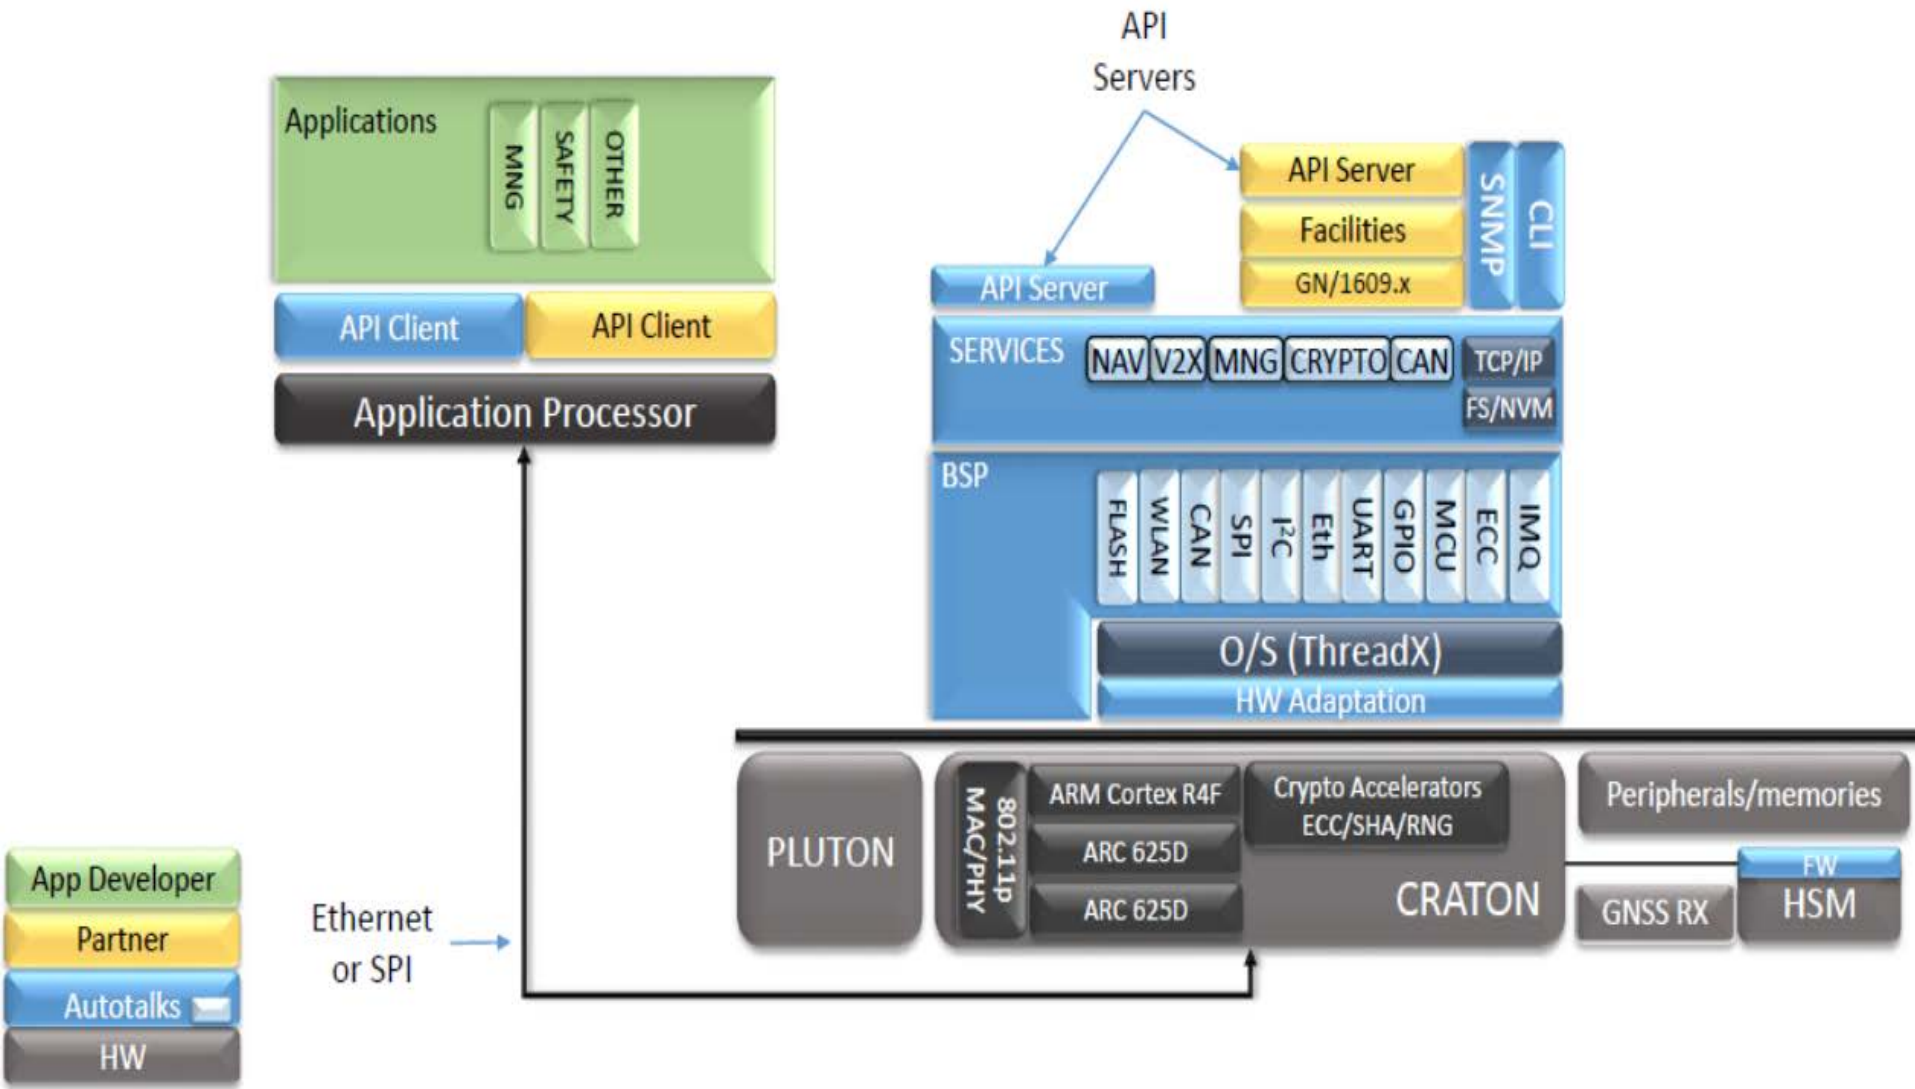 API
Servers
Applications
MNG
SAFETY
OTHER
API Client
API Client
Application Processor
API Server
API Server
Facilities
GN/1609.x
SNMP
CLI
SERVICES
NAV
V2X
MNG
CRYPTO
CAN
TCP/IP
FS/NVM
BSP
FLASH
WLAN
CAN
SPI
I²C
Eth
UART
GPIO
MCU
ECC
IMQ
O/S (ThreadX)
HW Adaptation
PLUTON
802.11p
MAC/PHY
ARM Cortex R4F
ARC 625D
ARC 625D
Crypto Accelerators
ECC/SHA/RNG
CRATON
Peripherals/memories
GNSS RX
FW
HSM
Ethernet
or SPI
App Developer
Partner
Autotalks
HW